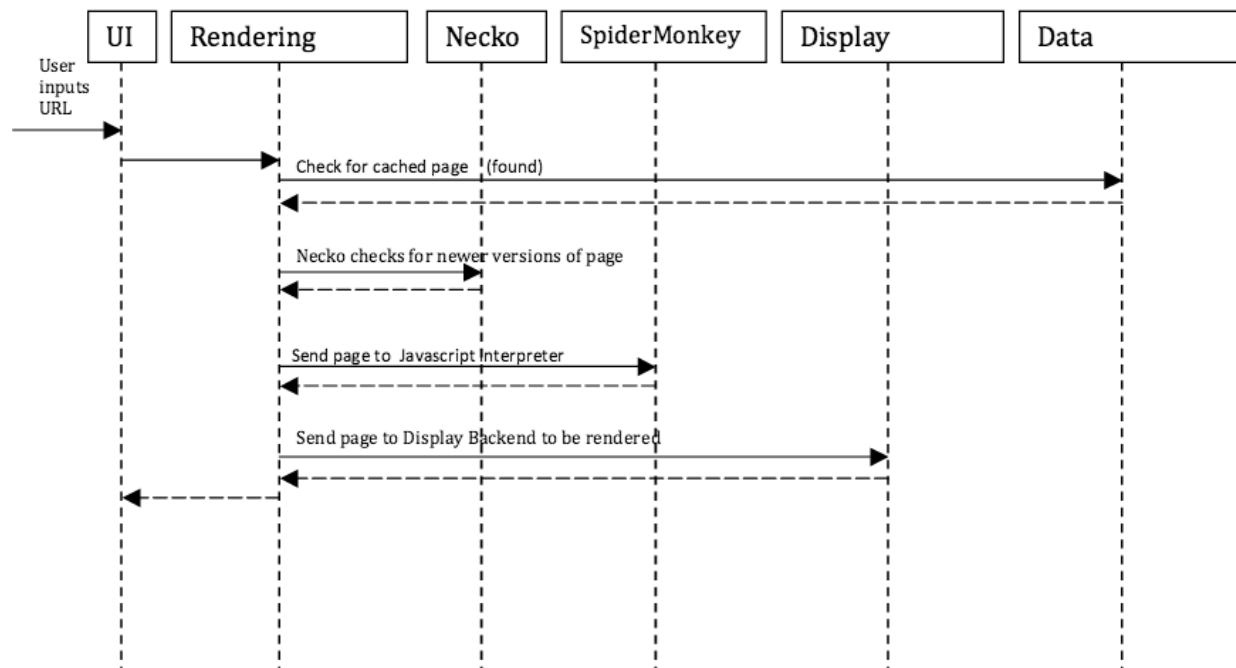 UI
Rendering
Necko
SpiderMonkey
Display
Data
User
inputs
URL
Check for cached page (found)
Necko checks for newer versions of page
Send page to Javascript Interpreter
Send page to Display Backend to be rendered